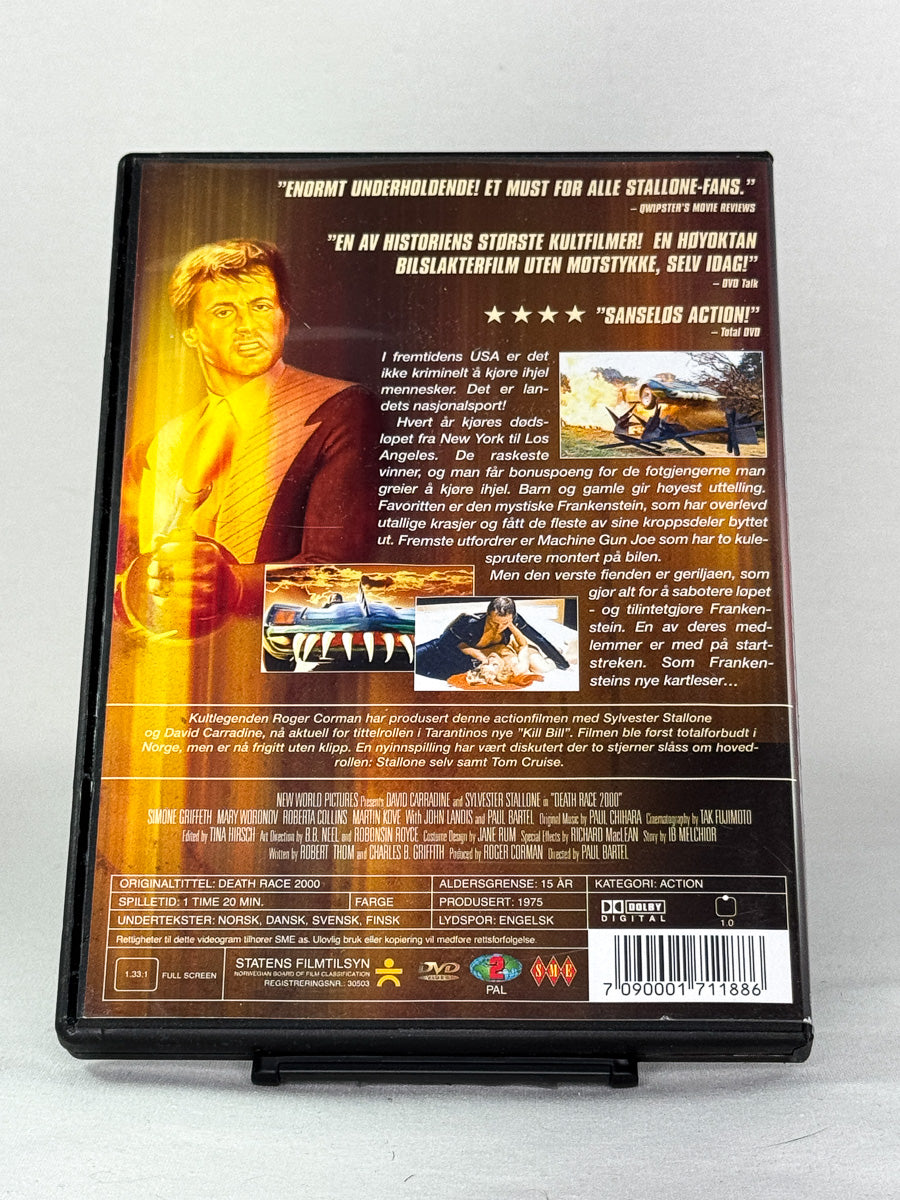 "ENORMT UNDERHOLDENDE! ET MUST FOR ALLE STALLONE-FANS."
– QWIPSTER'S MOVIE REVIEWS
"EN AV HISTORIENS STØRSTE KULTFILMER! EN HØYOKTAN
BILSLAKTERFILM UTEN MOTSTYKKE, SELV IDAG!"
– DVD Talk
★★★★ "SANSELØS ACTION!"
– Total DVD
I fremtidens USA er det
ikke kriminelt å kjøre ihjel
mennesker. Det er lan-
dets nasjonalsport!
Hvert år kjøres døds-
løpet fra New York til Los
Angeles. De raskeste
vinner, og man får bonuspoeng for de fotgjengerne man
greier å kjøre ihjel. Barn og gamle gir høyest uttelling.
Favoritten er den mystiske Frankenstein, som har overlevd
utallige krasjer og fått de fleste av sine kroppsdeler byttet
ut. Fremste utfordrer er Machine Gun Joe som har to kule-
sprutere montert på bilen.
Men den verste fienden er geriljaen, som
gjør alt for å sabotere løpet
- og tilintetgjøre Franken-
stein. En av deres med-
lemmer er med på start-
streken. Som Franken-
steins nye kartleser...
Kultlegenden Roger Corman har produsert denne actionfilmen med Sylvester Stallone
og David Carradine, nå aktuell for tittelrollen i Tarantinos nye "Kill Bill". Filmen ble først totalforbudt i
Norge, men er nå frigitt uten klipp. En nyinnspilling har vært diskutert der to stjerner slåss om hoved-
rollen: Stallone selv samt Tom Cruise.
NEW WORLD PICTURES Presents DAVID CARRADINE and SYLVESTER STALLONE in "DEATH RACE 2000"
SIMONE GRIFFETH MARY WORONOV ROBERTA COLLINS MARTIN KOVE With JOHN LANDIS and PAUL BARTEL Original Music by PAUL CHIHARA Cinematography by TAK FUJIMOTO
Edited by TINA HIRSCH Art Direction by B.B. NEEL and ROBONSIN ROYCE Costume Design by JANE RUM Special Effects by RICHARD MacLEAN Story by IB MELCHIOR
Written by ROBERT THOM and CHARLES B. GRIFFITH Produced by ROGER CORMAN Directed by PAUL BARTEL
ORIGINALTITTEL: DEATH RACE 2000 ALDERSGRENSE: 15 ÅR KATEGORI: ACTION
SPILLETID: 1 TIME 20 MIN. FARGE PRODUSERT: 1975
UNDERTEKSTER: NORSK, DANSK, SVENSK, FINSK LYDSPOR: ENGELSK
DOLBY
DIGITAL
1.0
Rettigheter til dette videogram tilhører SME as. Ulovlig bruk eller kopiering vil medføre rettsforfølgelse.
1.33:1 FULL SCREEN
STATENS FILMTILSYN
NORWEGIAN BOARD OF FILM CLASSIFICATION
REGISTRERINGSNR.: 30503
DVD
VIDEO
2
PAL
SME
7 090001 711886